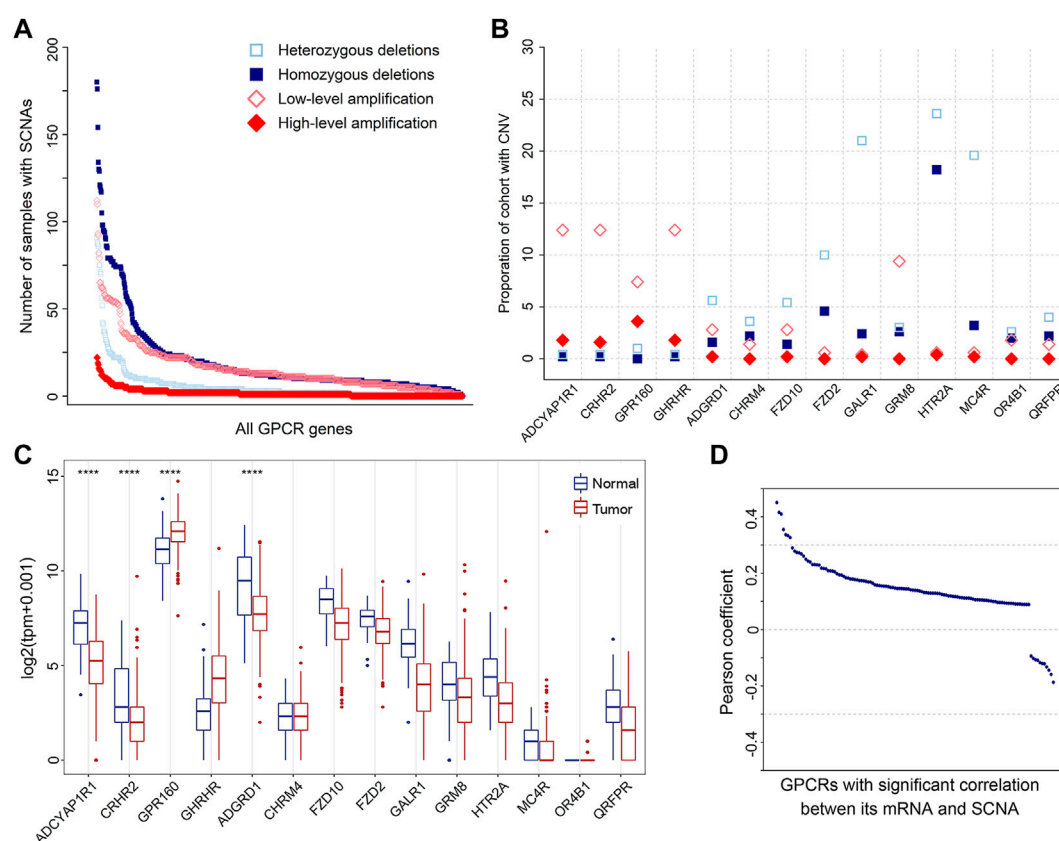 A
Number of samples with SCNAs
200
150
100
50
0
Heterozygous deletions
Homozygous deletions
Low-level amplification
High-level amplification
All GPCR genes
B
Proporation of cohort with CNV
30
25
20
15
10
5
0
ADCYAP1R1
CRHR2
GPR160
GHRHR
ADGRD1
CHRM4
FZD10
FZD2
GALR1
GRM8
HTR2A
MC4R
OR4B1
QRFPR
C
log2(tpm+0.001)
15
10
5
0
**** **** **** ****
Normal
Tumor
ADCYAP1R1
CRHR2
GPR160
GHRHR
ADGRD1
CHRM4
FZD10
FZD2
GALR1
GRM8
HTR2A
MC4R
OR4B1
QRFPR
D
Pearson coefficient
0.4
0.2
0
-0.2
-0.4
GPCRs with significant correlation
betwen its mRNA and SCNA